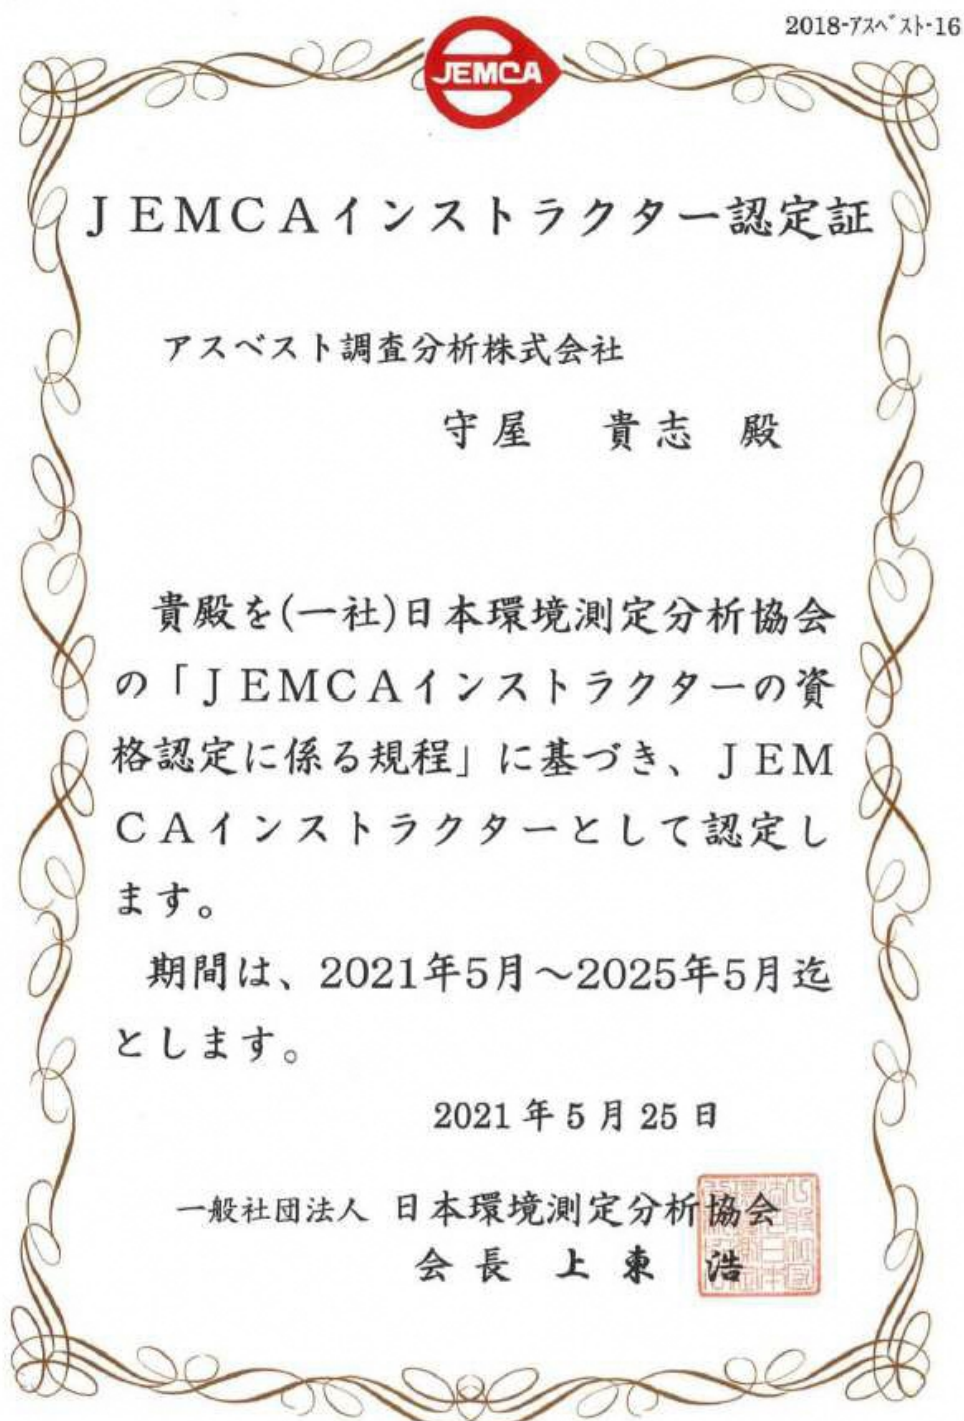 2018-アスベスト-16
JEMCA
JEMCAインストラクター認定証
アスベスト調査分析株式会社
守屋 貴志 殿
貴殿を(一社)日本環境測定分析協会
の「JEMCAインストラクターの資
格認定に係る規程」に基づき、JEM
CAインストラクターとして認定し
ます。
期間は、2021年5月～2025年5月迄
とします。
2021年5月25日
一般社団法人 日本環境測定分析協会
会長 上東 浩